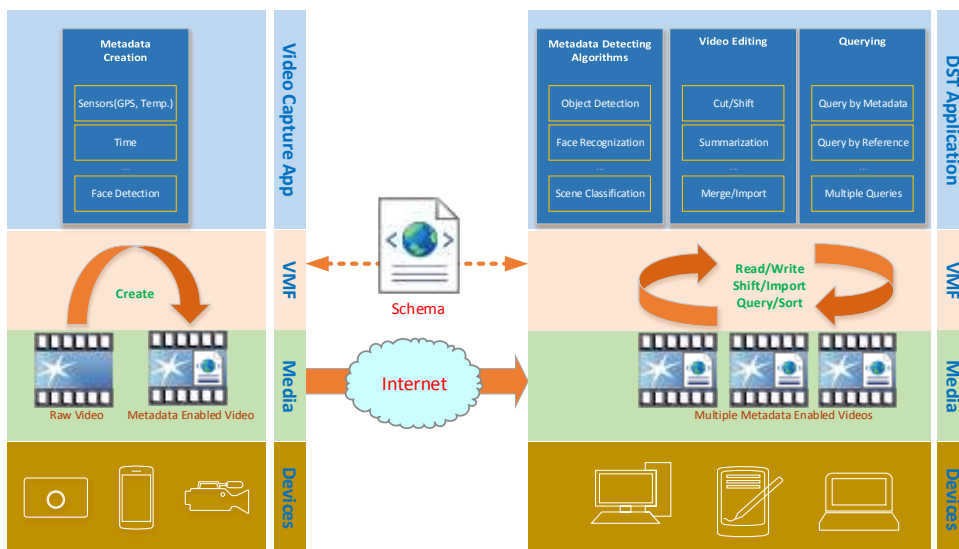 Metadata
Creation
Sensors(GPS, Temp.)
Time
...
Face Detection
Video Capture App
Create
VMF
Raw Video
Metadata Enabled Video
Media
Devices
Schema
Internet
Metadata Detecting
Algorithms
Object Detection
Face Recognization
...
Scene Classification
Video Editing
Cut/Shift
Summarization
...
Merge/Import
Querying
Query by Metadata
Query by Reference
...
Multiple Queries
DST Application
Read/Write
Shift/Import
Query/Sort
VMF
Multiple Metadata Enabled Videos
Media
Devices